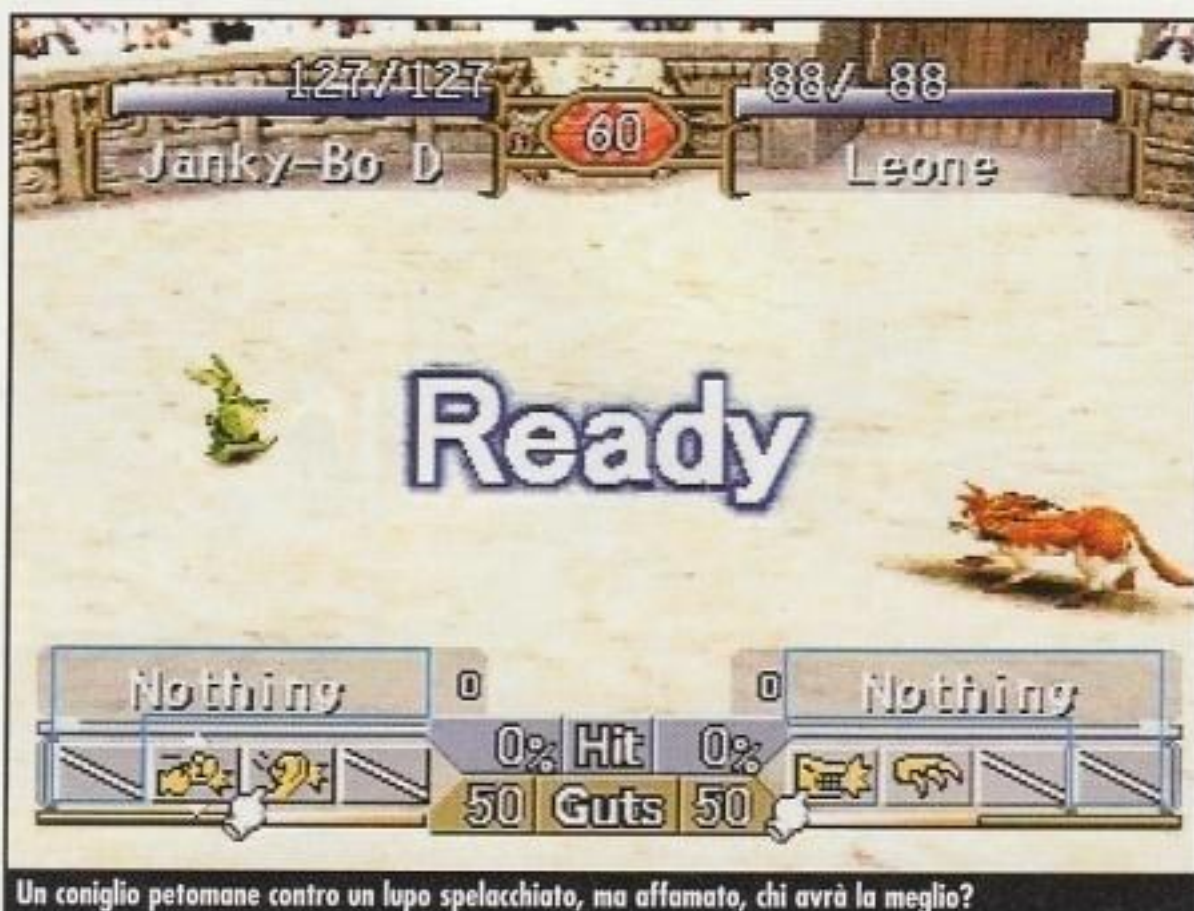 127/127
88/ 88
60
Janky-Bo D
Leone
Ready
Nothing
0
0
Nothing
0% Hit 0%
50 Guts 50
Un coniglio petomane contro un lupo spelacchiato, ma affamato, chi avrà la meglio?